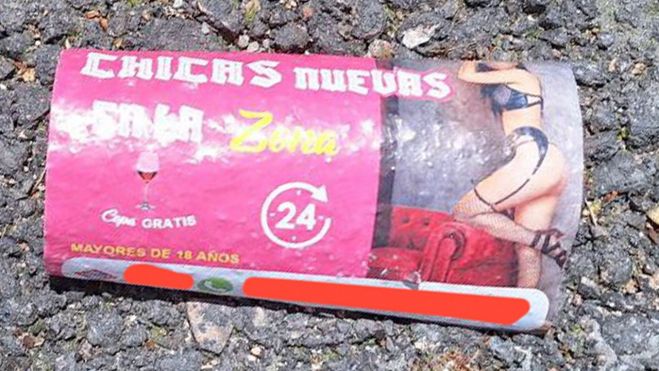 CHICAS NUEVAS
EN LA Zona
Copa GRATIS
24
MAYORES DE 18 AÑOS